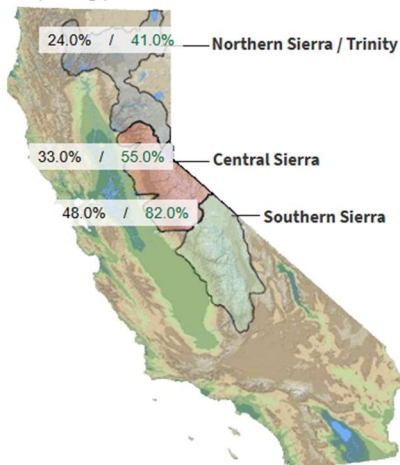 24.0% / 41.0% Northern Sierra / Trinity
33.0% / 55.0% Central Sierra
48.0% / 82.0% Southern Sierra